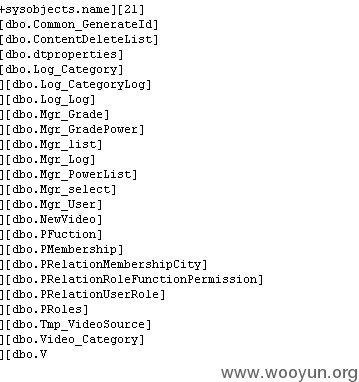 +sysobjects.name][21]
[dbo.Common_GenerateId]
[dbo.ContentDeleteList]
[dbo.dtproperties]
[dbo.Log_Category]
][dbo.Log_CategoryLog]
][dbo.Log_Log]
][dbo.Mgr_Grade]
][dbo.Mgr_GradePower]
][dbo.Mgr_list]
][dbo.Mgr_Log]
][dbo.Mgr_PowerList]
][dbo.Mgr_select]
][dbo.Mgr_User]
][dbo.NewVideo]
][dbo.PFuction]
][dbo.PMembership]
][dbo.PRelationMembershipCity]
][dbo.PRelationRoleFunctionPermission]
][dbo.PRelationUserRole]
][dbo.PRoles]
][dbo.Tmp_VideoSource]
][dbo.Video_Category]
][dbo.V
www.wooyun.org